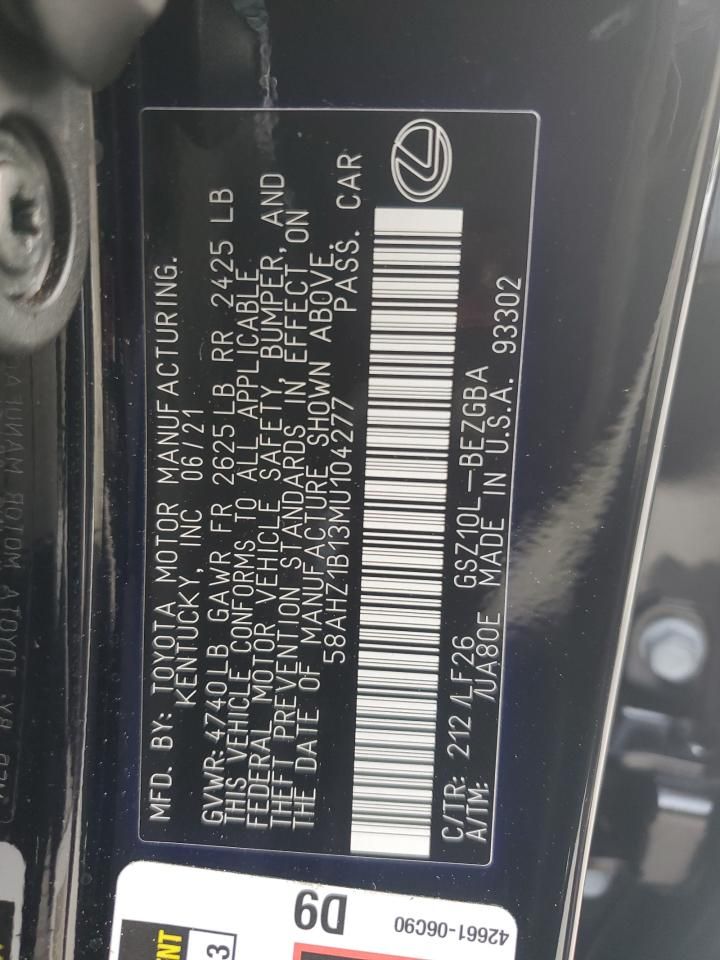 MFD. BY: TOYOTA MOTOR MANUFACTURING.
KENTUCKY, INC 06/21
GVWR: 4740LB GAWR FR 2625LB RR 2425 LB
THIS VEHICLE CONFORMS TO ALL APPLICABLE
FEDERAL MOTOR VEHICLE SAFETY, BUMPER, AND
THEFT PREVENTION STANDARDS IN EFFECT ON
THE DATE OF MANUFACTURE SHOWN ABOVE.
58AHZ1B13MU104277 PASS. CAR
C/TR: 212 /LF26 GSZ10L-BEZGBA
A/TM: /UA80E MADE IN U.S.A. 93302
D9
42661-06C90
3